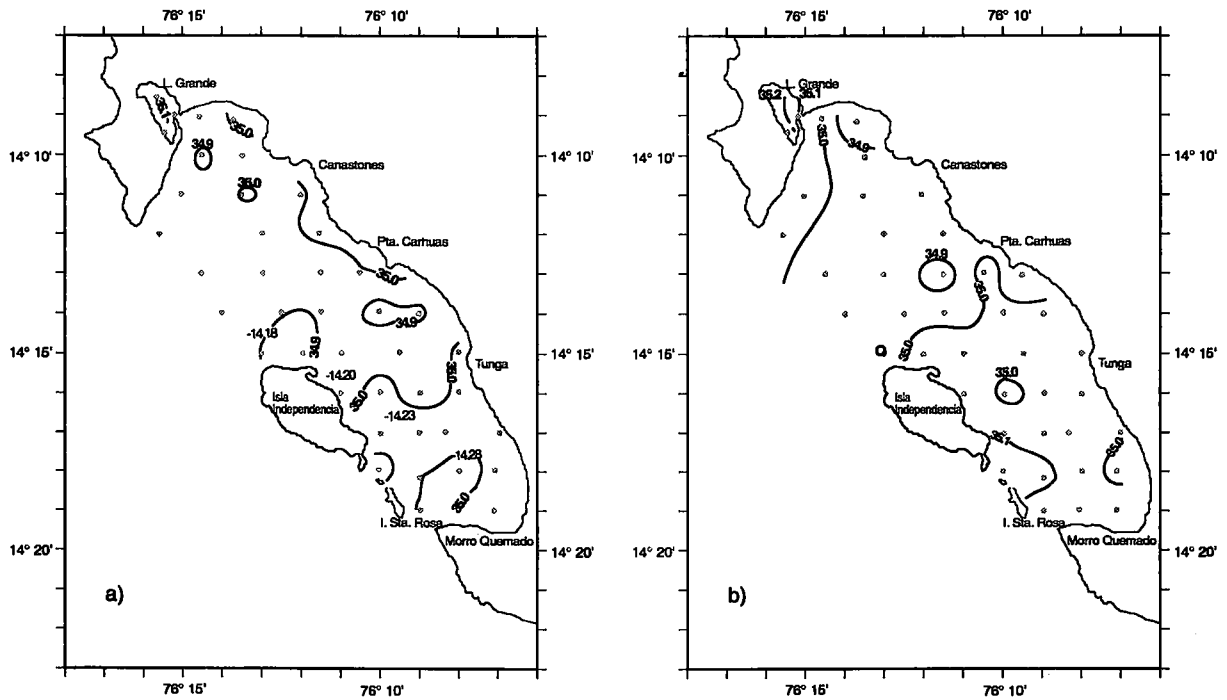 76° 15' 76° 10' 76° 15' 76° 10'
Grande Grande
35.1 35.2 35.1
35.0 35.0
34.9 34.9
14° 10' 14° 10' 14° 10' 14° 10'
Canastones Canastones
35.0
Pta. Carhuas Pta. Carhuas
35.0 34.9
35.0
34.9
-14.18 34.9 35.0
14° 15' 14° 15' 14° 15' 14° 15'
Tunga Tunga
-14.20 35.0 35.0
Isla Independencia 35.0 Isla Independencia
-14.23
35.1 35.0
14.28
35.0
I. Sta. Rosa I. Sta. Rosa
Morro Quemado Morro Quemado
14° 20' 14° 20' 14° 20' 14° 20'
a) b)
76° 15' 76° 10' 76° 15' 76° 10'